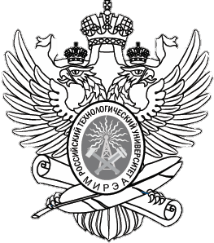 РОССИЙСКИЙ ТЕХНОЛОГИЧЕСКИЙ УНИВЕРСИТЕТ
МИРЭА